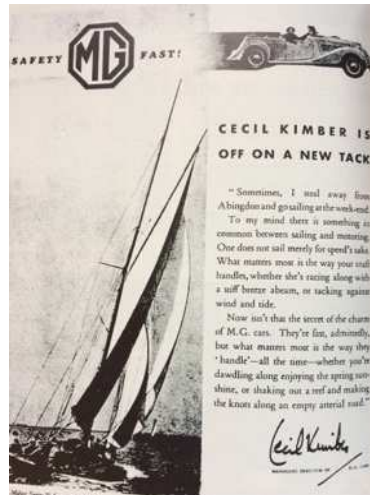 SAFETY MG FAST!
CECIL KIMBER IS
OFF ON A NEW TACK
"Sometimes, I steal away from
Abingdon and go sailing at the week-end.
To my mind there is something in
common between sailing and motoring.
One does not sail merely for speed's sake.
What matters most is the way your craft
handles, whether she's racing along with
a stiff breeze abeam, or tacking against
wind and tide.
Now isn't that the secret of the charm
of M.G. cars. They're fast, admittedly,
but what matters most is the way they
'handle'—all the time—whether you're
dawdling along enjoying the spring sun-
shine, or shaking out a reef and making
the knots along an empty arterial road."
Cecil Kimber
MANAGING DIRECTOR OF